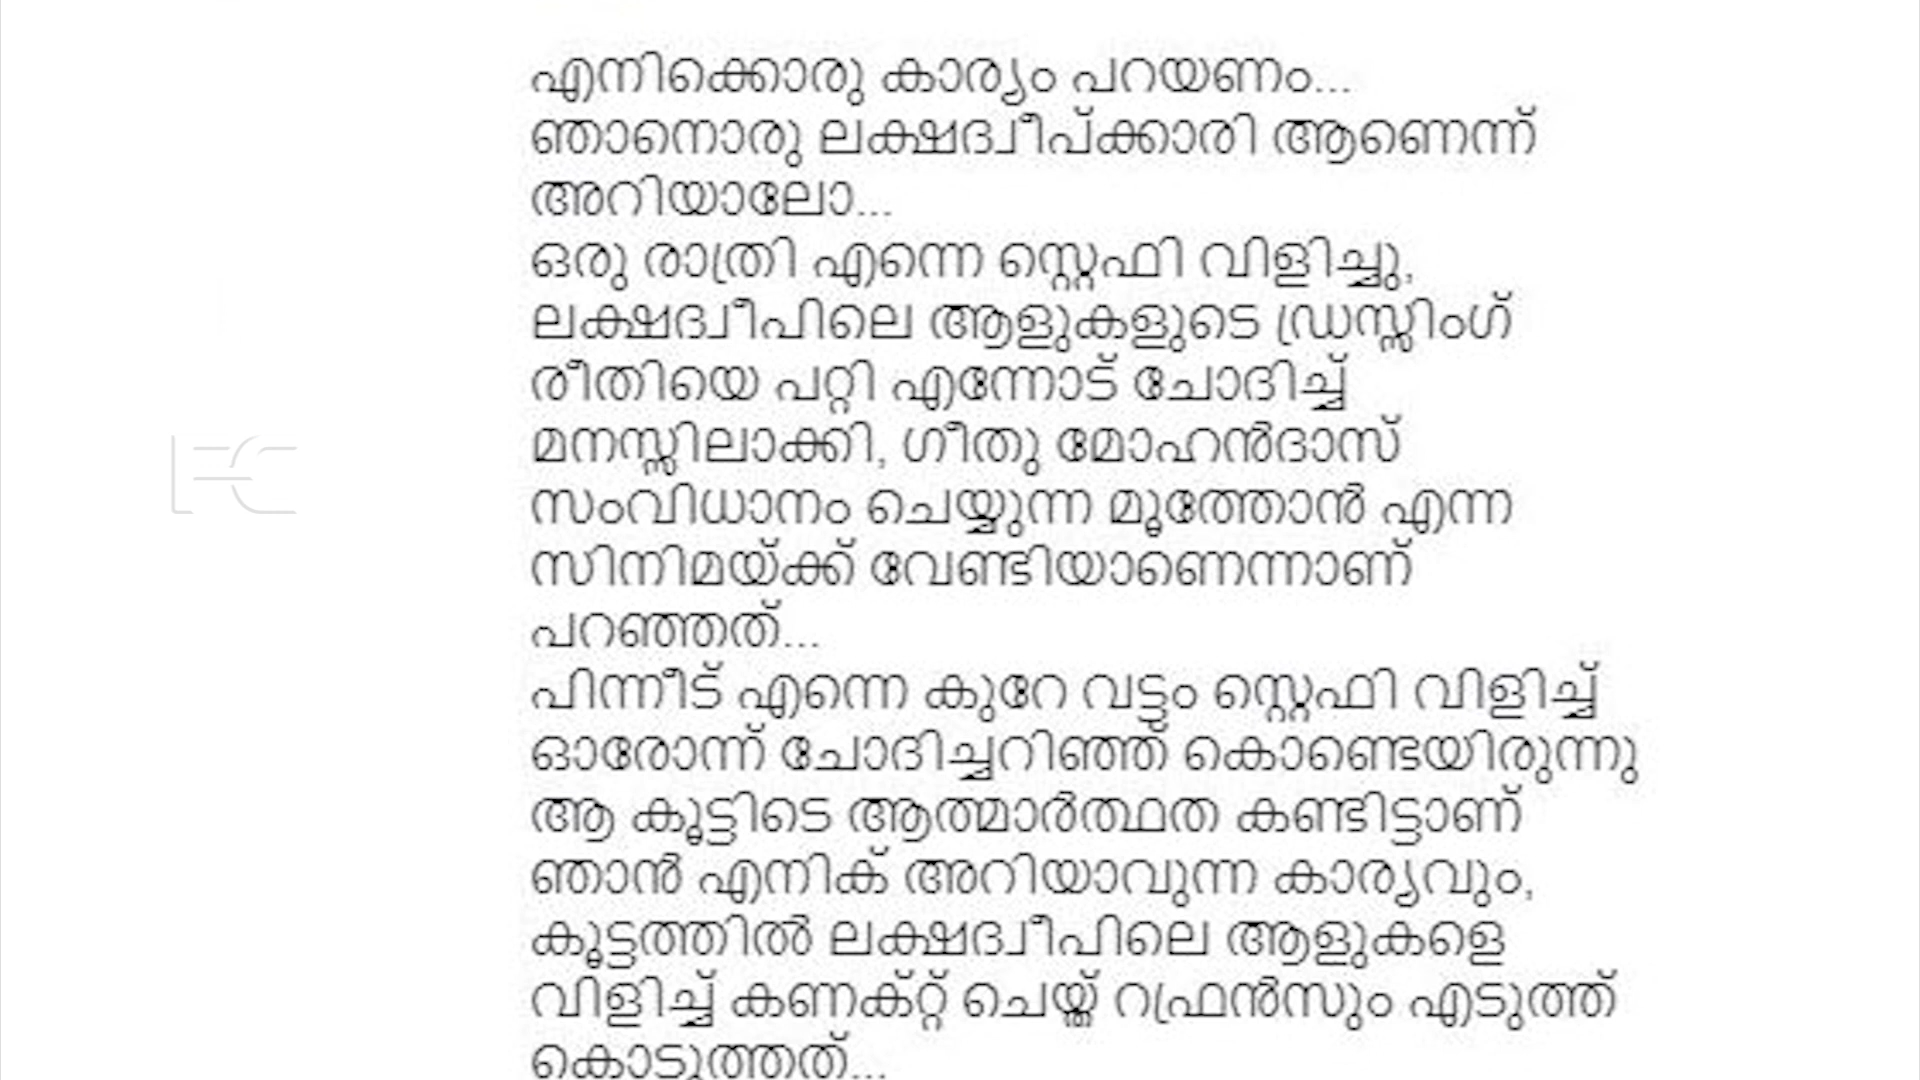 എനിക്കൊരു കാര്യം പറയണം...
ഞാനൊരു ലക്ഷദ്വീപ്ക്കാരി ആണെന്ന്
അറിയാലോ...
ഒരു രാത്രി എന്നെ സ്റ്റെഫി വിളിച്ചു,
ലക്ഷദ്വീപിലെ ആളുകളുടെ ഡ്രസ്സിംഗ്
രീതിയെ പറ്റി എന്നോട് ചോദിച്ച്
മനസ്സിലാക്കി, ഗീതു മോഹൻദാസ്
സംവിധാനം ചെയ്യുന്ന മൂത്തോൻ എന്ന
സിനിമയ്ക്ക് വേണ്ടിയാണെന്നാണ്
പറഞ്ഞത്...
പിന്നീട് എന്നെ കുറേ വട്ടം സ്റ്റെഫി വിളിച്ച്
ഓരോന്ന് ചോദിച്ചറിഞ്ഞ് കൊണ്ടെയിരുന്നു
ആ കൂട്ടിടെ ആത്മാർത്ഥത കണ്ടിട്ടാണ്
ഞാൻ എനിക് അറിയാവുന്ന കാര്യവും,
കൂട്ടത്തിൽ ലക്ഷദ്വീപിലെ ആളുകളെ
വിളിച്ച് കണക്റ്റ് ചെയ്ത് റഫ്രൻസും എടുത്ത്
കൊടുത്തത്...